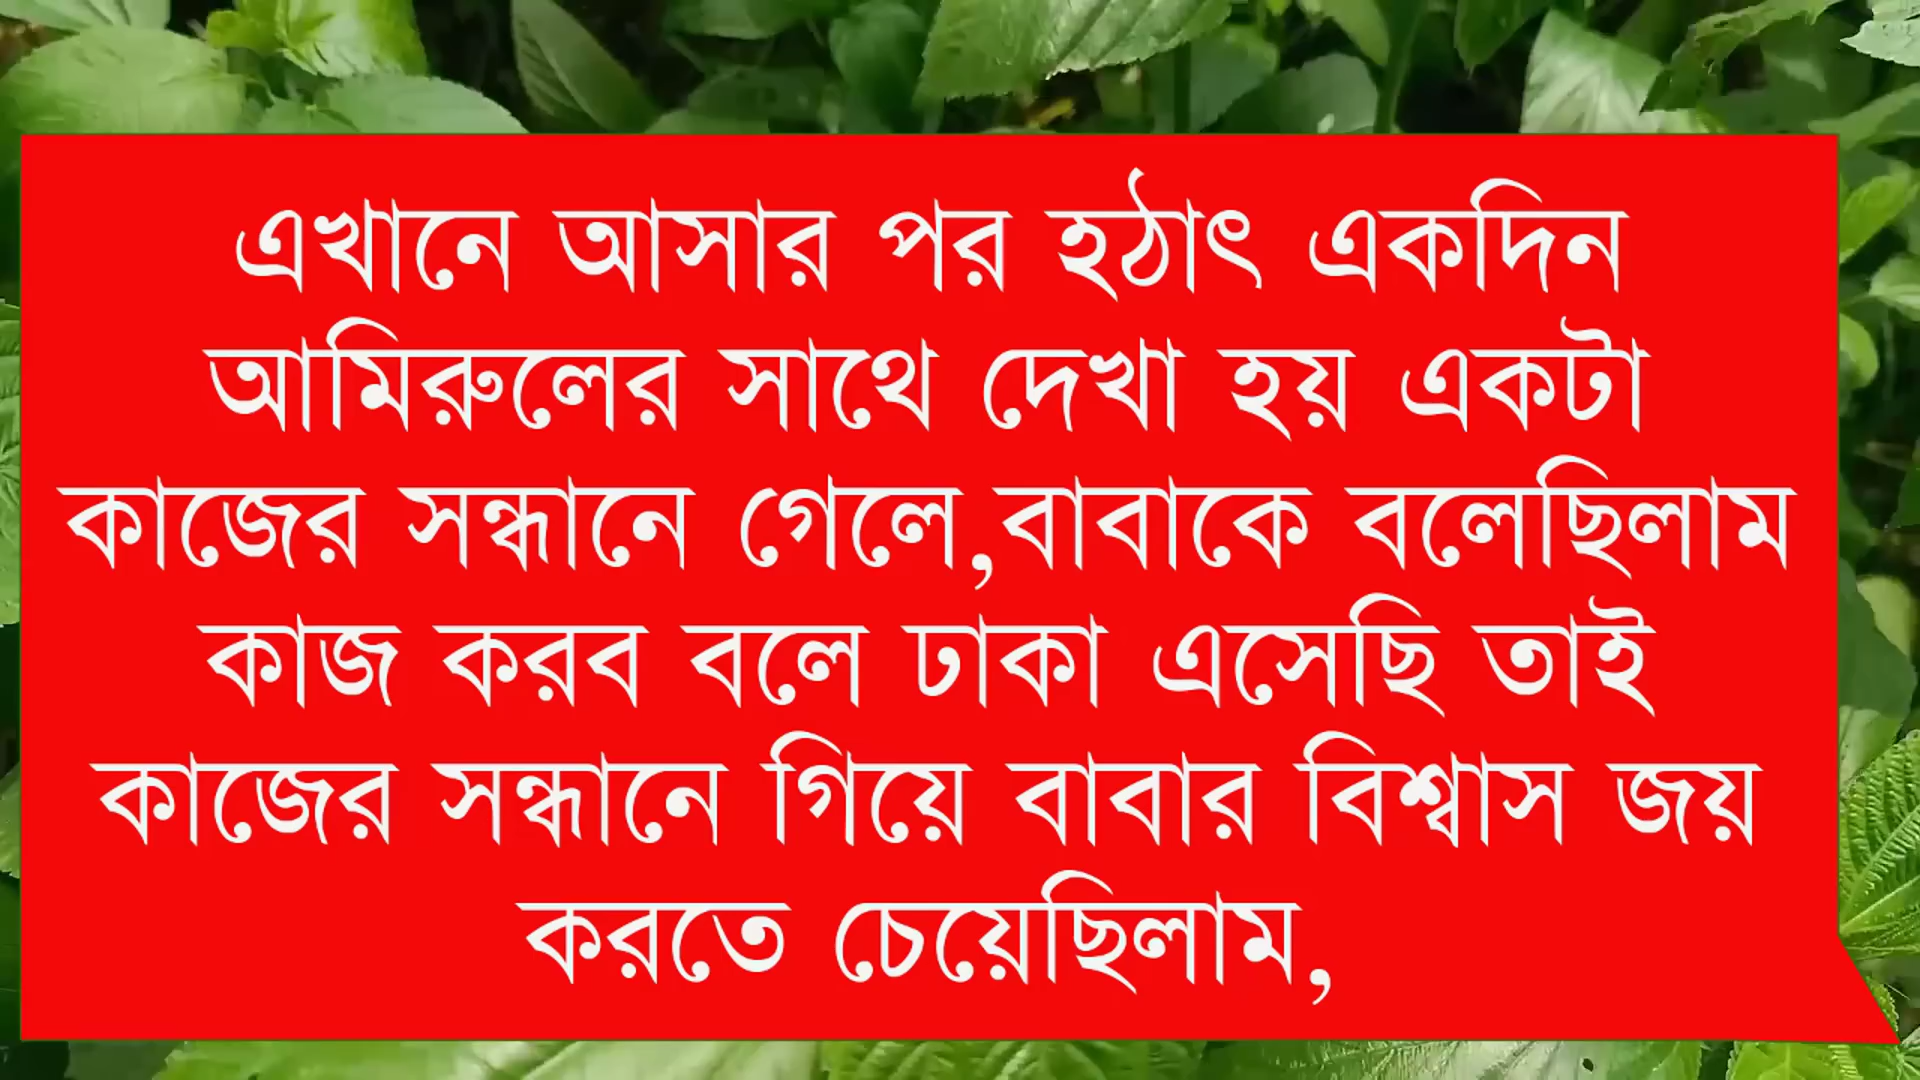 এখানে আসার পর হঠাৎ একদিন
আমিরুলের সাথে দেখা হয় একটা
কাজের সন্ধানে গেলে,বাবাকে বলেছিলাম
কাজ করব বলে ঢাকা এসেছি তাই
কাজের সন্ধানে গিয়ে বাবার বিশ্বাস জয়
করতে চেয়েছিলাম,